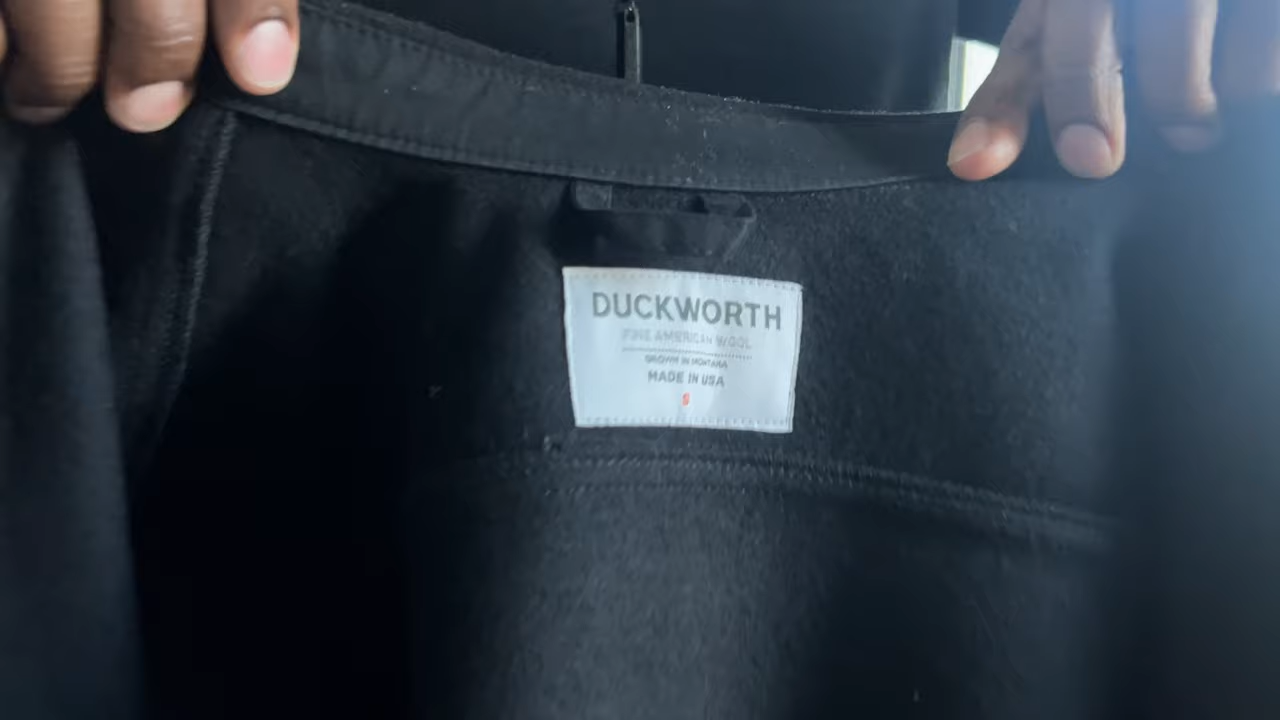 DUCKWORTH
FINE AMERICAN WOOL
GROWN IN MONTANA
MADE IN USA
S